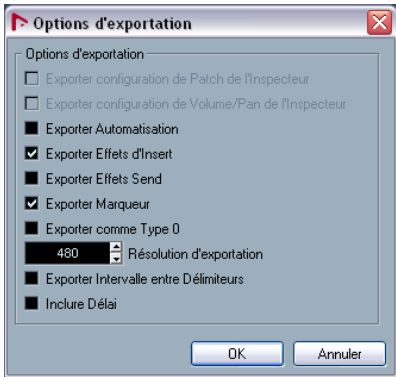 Options d'exportation
Options d'exportation
Exporter configuration de Patch de l'Inspecteur
Exporter configuration de Volume/Pan de l'Inspecteur
Exporter Automatisation
Exporter Effets d'Insert
Exporter Effets Send
Exporter Marqueur
Exporter comme Type 0
480 Résolution d'exportation
Exporter Intervalle entre Délimiteurs
Inclure Délai
OK Annuler